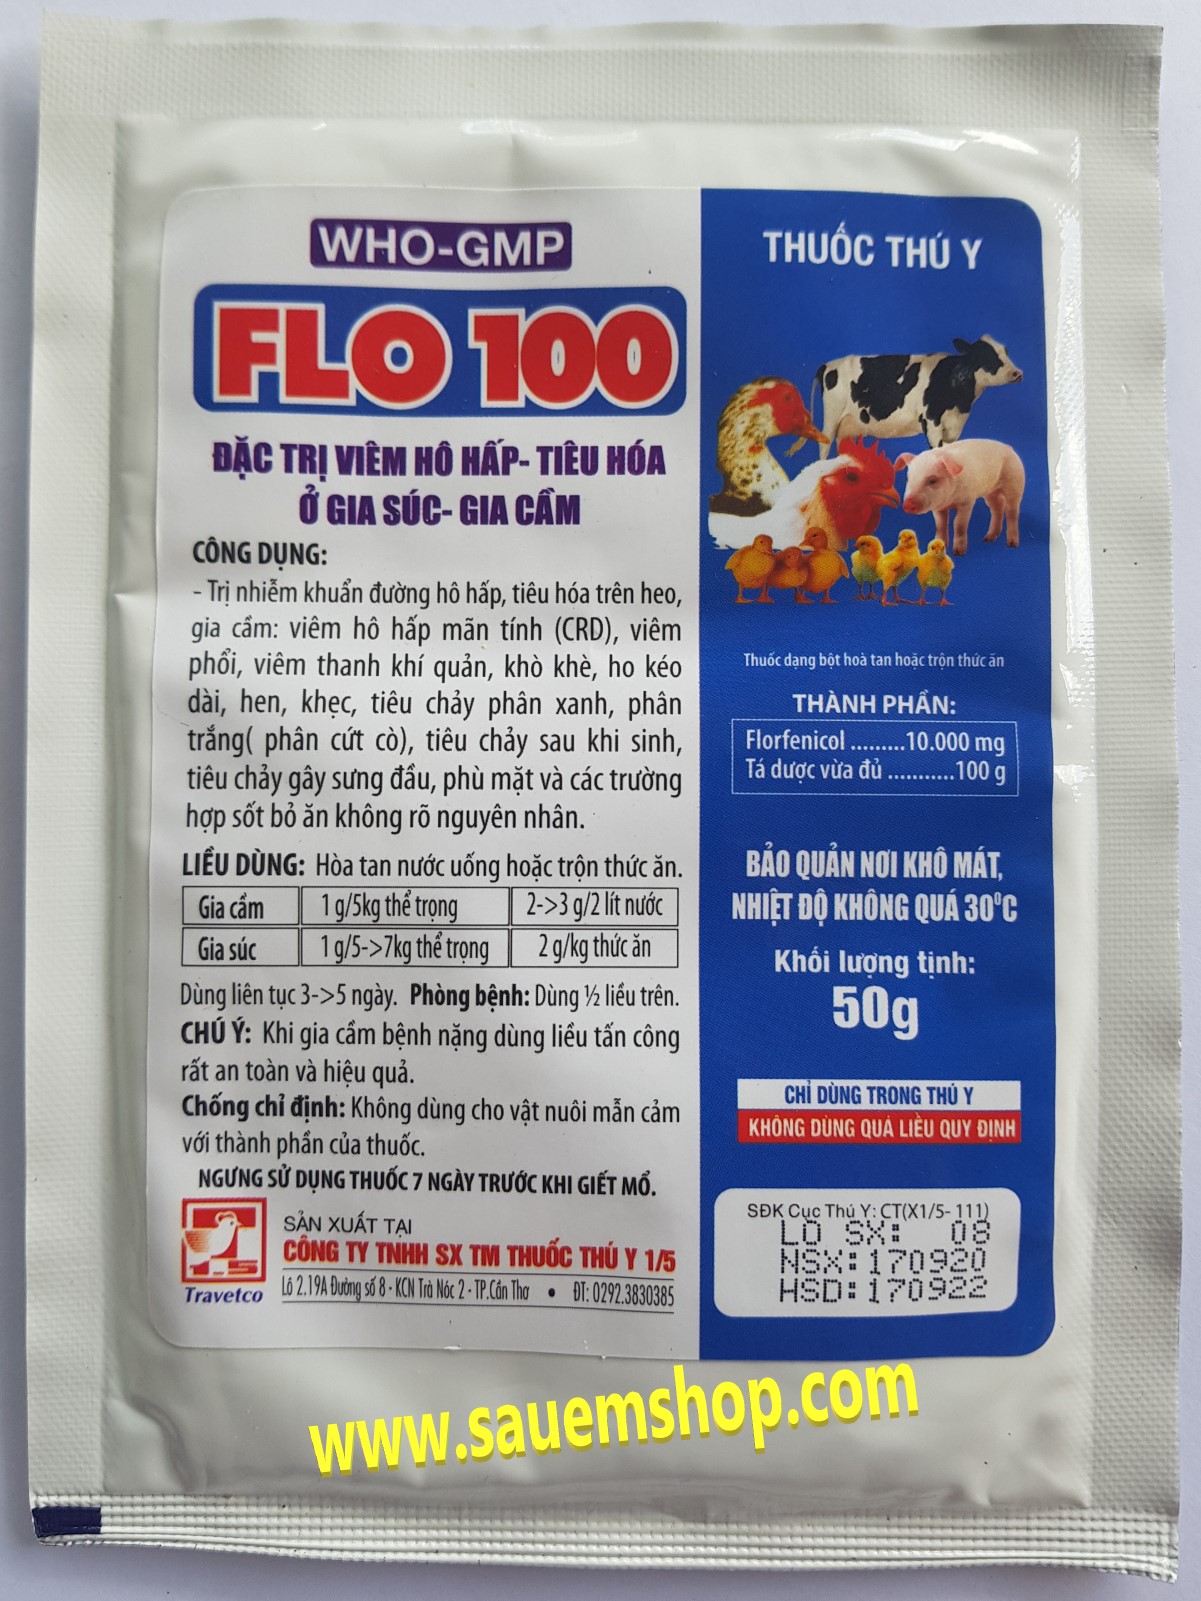 WHO-GMP
FLO 100
ĐẶC TRỊ VIÊM HÔ HẤP- TIÊU HÓA
Ở GIA SÚC- GIA CẦM
CÔNG DỤNG:
- Trị nhiễm khuẩn đường hô hấp, tiêu hóa trên heo,
gia cầm: viêm hô hấp mãn tính (CRD), viêm
phổi, viêm thanh khí quản, khò khè, ho kéo
dài, hen, khẹc, tiêu chảy phân xanh, phân
trắng( phân cứt cò), tiêu chảy sau khi sinh,
tiêu chảy gây sưng đầu, phù mặt và các trường
hợp sốt bỏ ăn không rõ nguyên nhân.
LIỀU DÙNG: Hòa tan nước uống hoặc trộn thức ăn.
Gia cầm 1 g/5kg thể trọng 2->3 g/2 lít nước
Gia súc 1 g/5->7kg thể trọng 2 g/kg thức ăn
Dùng liên tục 3->5 ngày. Phòng bệnh: Dùng ½ liều trên.
CHÚ Ý: Khi gia cầm bệnh nặng dùng liều tấn công
rất an toàn và hiệu quả.
Chống chỉ định: Không dùng cho vật nuôi mẫn cảm
với thành phần của thuốc.
NGƯNG SỬ DỤNG THUỐC 7 NGÀY TRƯỚC KHI GIẾT MỔ.
Travetco
SẢN XUẤT TẠI
CÔNG TY TNHH SX TM THUỐC THÚ Y 1/5
Lô 2.19A Đường số 8 - KCN Trà Nóc 2 - TP.Cần Thơ • ĐT: 0292.3830385
THUỐC THÚ Y
Thuốc dạng bột hoà tan hoặc trộn thức ăn
THÀNH PHẦN:
Florfenicol .........10.000 mg
Tá dược vừa đủ ...........100 g
BẢO QUẢN NƠI KHÔ MÁT,
NHIỆT ĐỘ KHÔNG QUÁ 30⁰C
Khối lượng tịnh:
50g
CHỈ DÙNG TRONG THÚ Y
KHÔNG DÙNG QUÁ LIỀU QUY ĐỊNH
SĐK Cục Thú Y: CT(X1/5- 111)
LO SX: 08
NSX: 170920
HSD: 170922
www.sauemshop.com